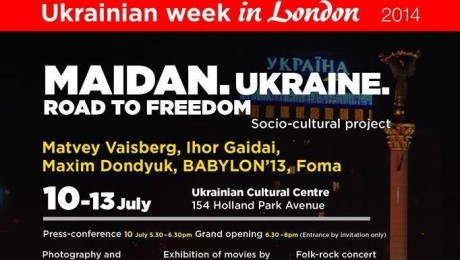 Ukrainian week in London 2014
УКРАЇНА
MAIDAN. UKRAINE.
ROAD TO FREEDOM
Socio-cultural project
Matvey Vaisberg, Ihor Gaidai,
Maxim Dondyuk, BABYLON'13, Foma
10-13 July
Ukrainian Cultural Centre
154 Holland Park Avenue
Press-conference 10 July 5.30-6.30pm Grand opening 6.30-8pm (Entrance by invitation only)
Photography and Exhibition of movies by Folk-rock concert